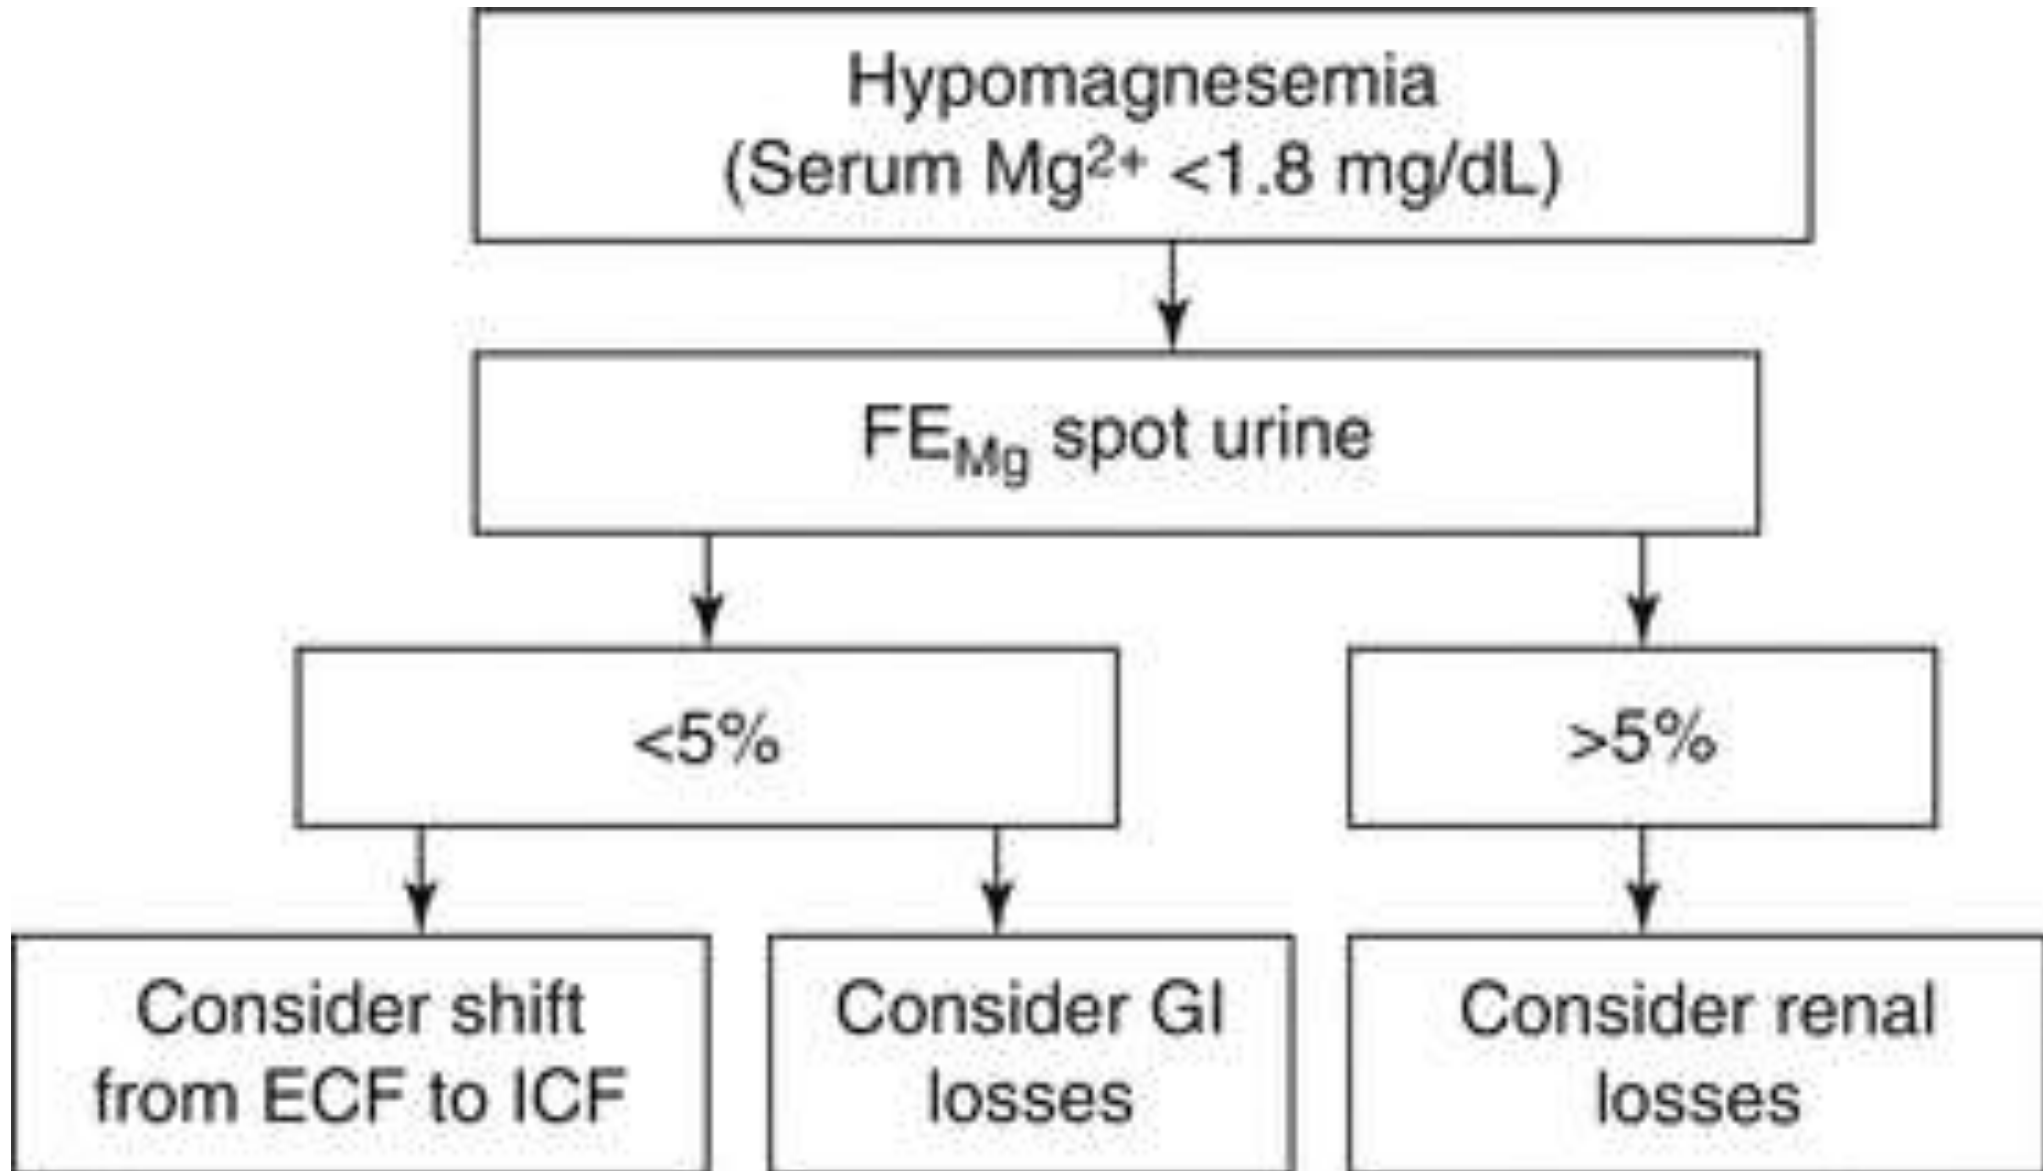 Hypomagnesemia
(Serum Mg²⁺ <1.8 mg/dL)
FE_Mg spot urine
<5%
>5%
Consider shift
from ECF to ICF
Consider GI
losses
Consider renal
losses